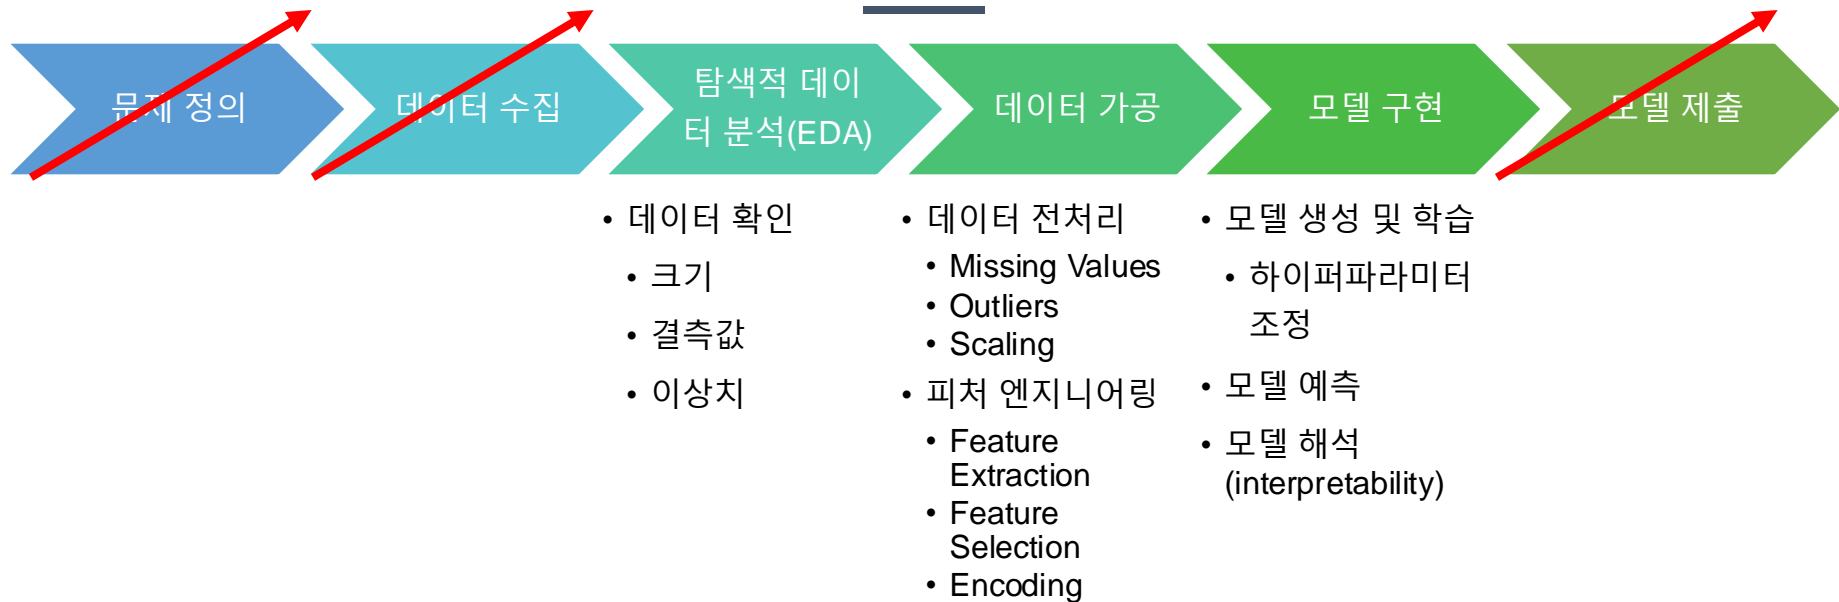 문제 정의
데이터 수집
탐색적 데이
터 분석(EDA)
데이터 가공
모델 구현
모델 제출
• 데이터 확인
• 크기
• 결측값
• 이상치
• 데이터 전처리
• Missing Values
• Outliers
• Scaling
• 피처 엔지니어링
• Feature
Extraction
• Feature
Selection
• Encoding
• 모델 생성 및 학습
• 하이퍼파라미터
조정
• 모델 예측
• 모델 해석
(interpretability)